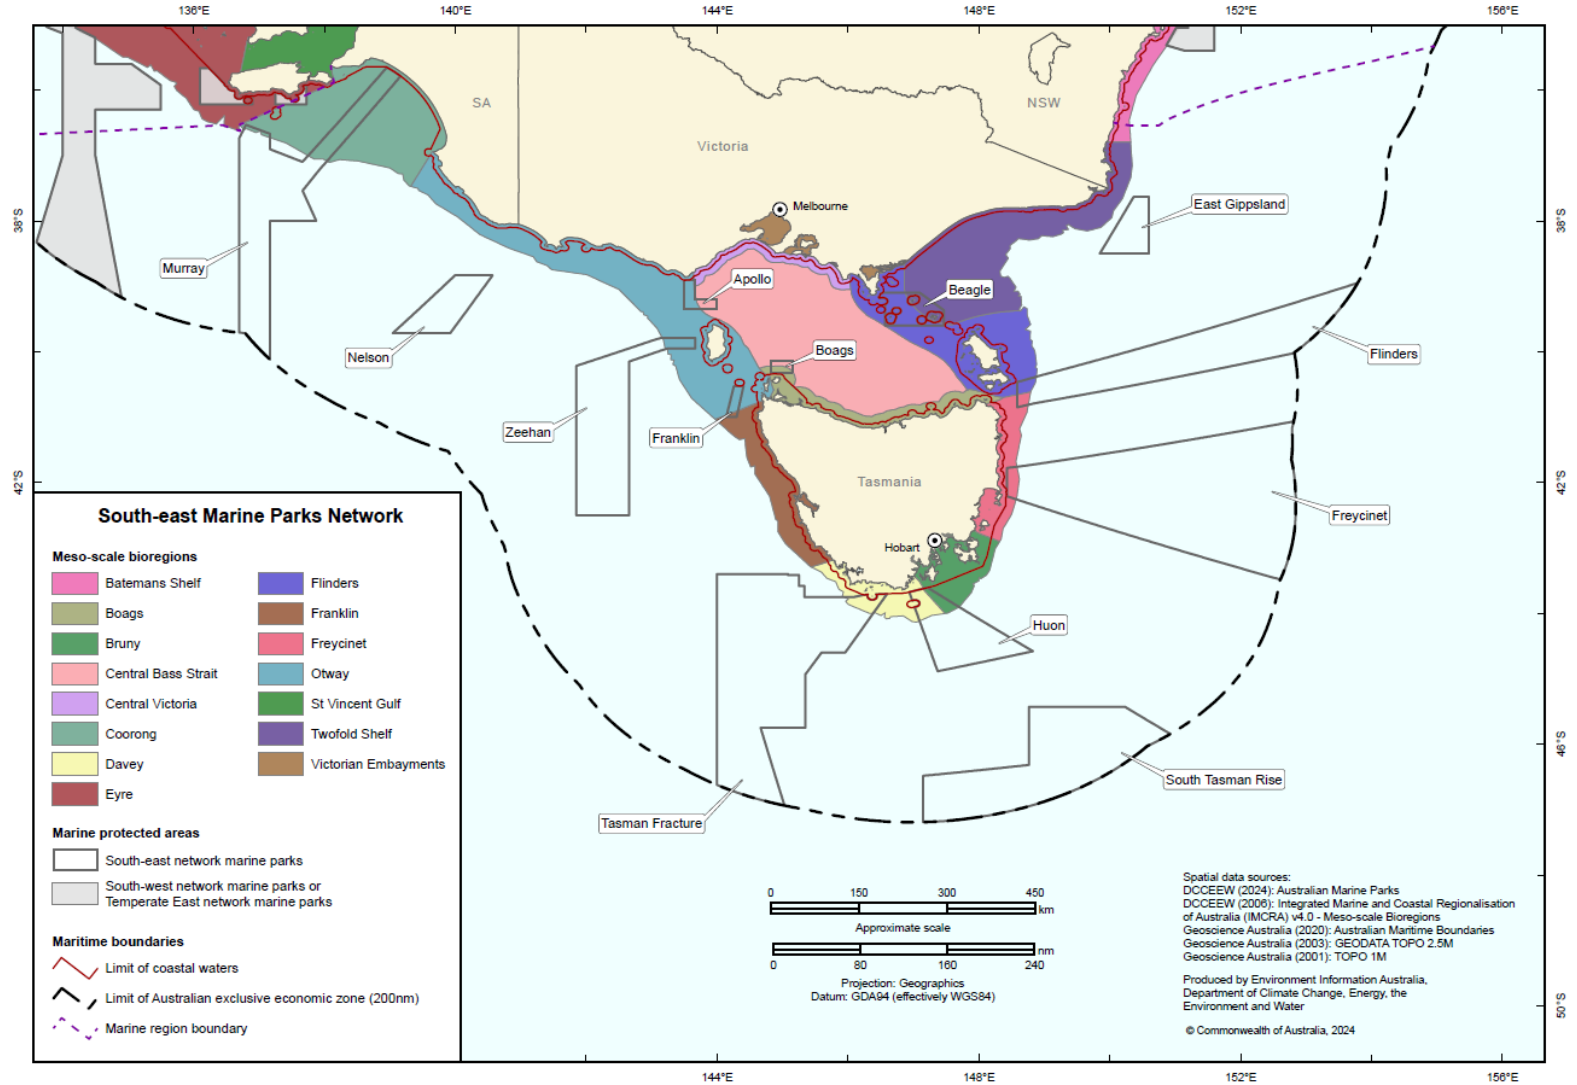 136°E
140°E
144°E
148°E
152°E
156°E
SA
NSW
Victoria
Melbourne
East Gippsland
38°S
38°S
Murray
Apollo
Beagle
Nelson
Boags
Flinders
Zeehan
Franklin
42°S
42°S
Tasmania
Freycinet
Hobart
Huon
46°S
South Tasman Rise
Tasman Fracture
South-east Marine Parks Network
Meso-scale bioregions
Batemans Shelf
Boags
Bruny
Central Bass Strait
Central Victoria
Coorong
Davey
Eyre
Flinders
Franklin
Freycinet
Otway
St Vincent Gulf
Twofold Shelf
Victorian Embayments
Marine protected areas
South-east network marine parks
South-west network marine parks or
Temperate East network marine parks
Maritime boundaries
Limit of coastal waters
Limit of Australian exclusive economic zone (200nm)
Marine region boundary
0 150 300 450
km
Approximate scale
nm
0 80 160 240
Projection: Geographics
Datum: GDA94 (effectively WGS84)
Spatial data sources:
DCCEEW (2024): Australian Marine Parks
DCCEEW (2006): Integrated Marine and Coastal Regionalisation
of Australia (IMCRA) v4.0 - Meso-scale Bioregions
Geoscience Australia (2020): Australian Maritime Boundaries
Geoscience Australia (2003): GEODATA TOPO 2.5M
Geoscience Australia (2001): TOPO 1M
Produced by Environment Information Australia,
Department of Climate Change, Energy, the
Environment and Water
© Commonwealth of Australia, 2024
50°S
144°E
148°E
152°E
156°E